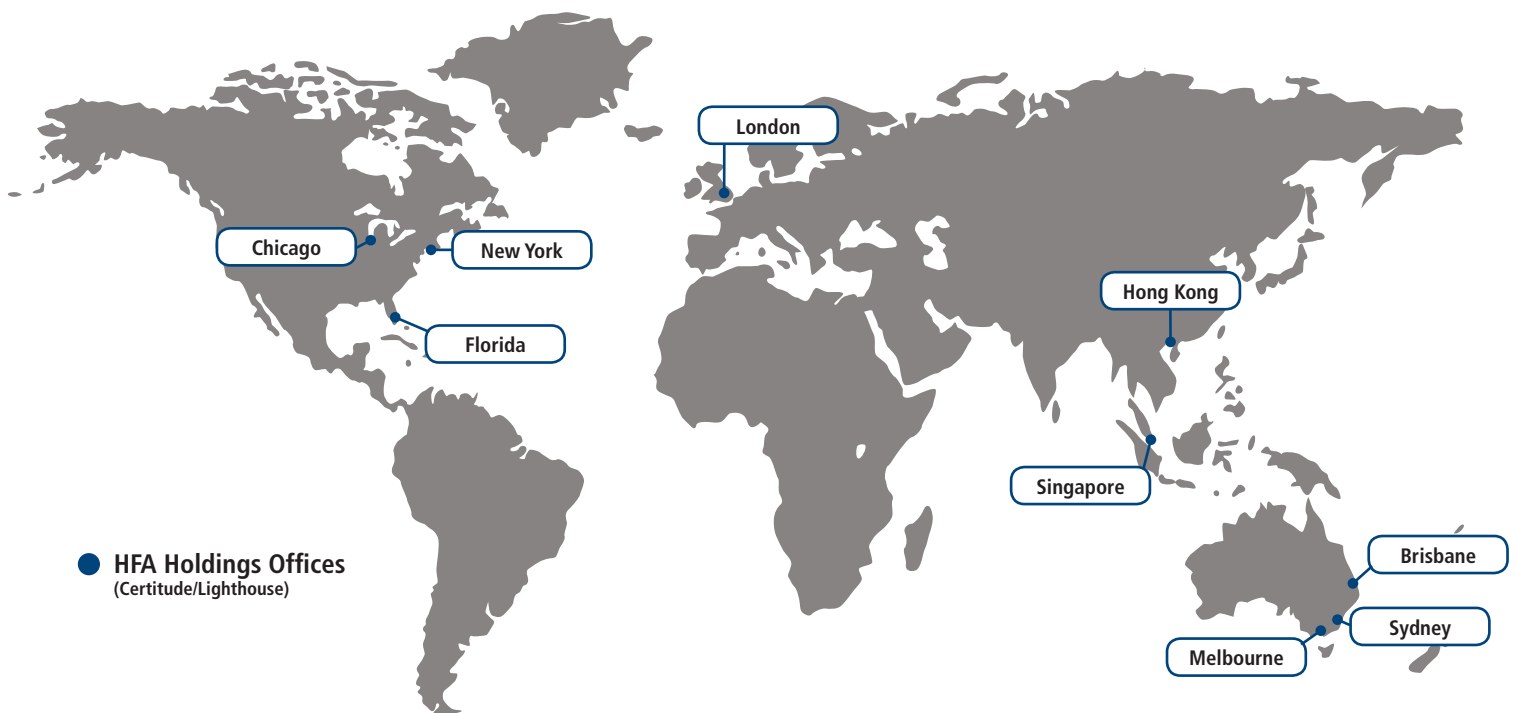 London
Chicago
New York
Hong Kong
Florida
Singapore
Brisbane
HFA Holdings Offices
(Certitude/Lighthouse)
Sydney
Melbourne